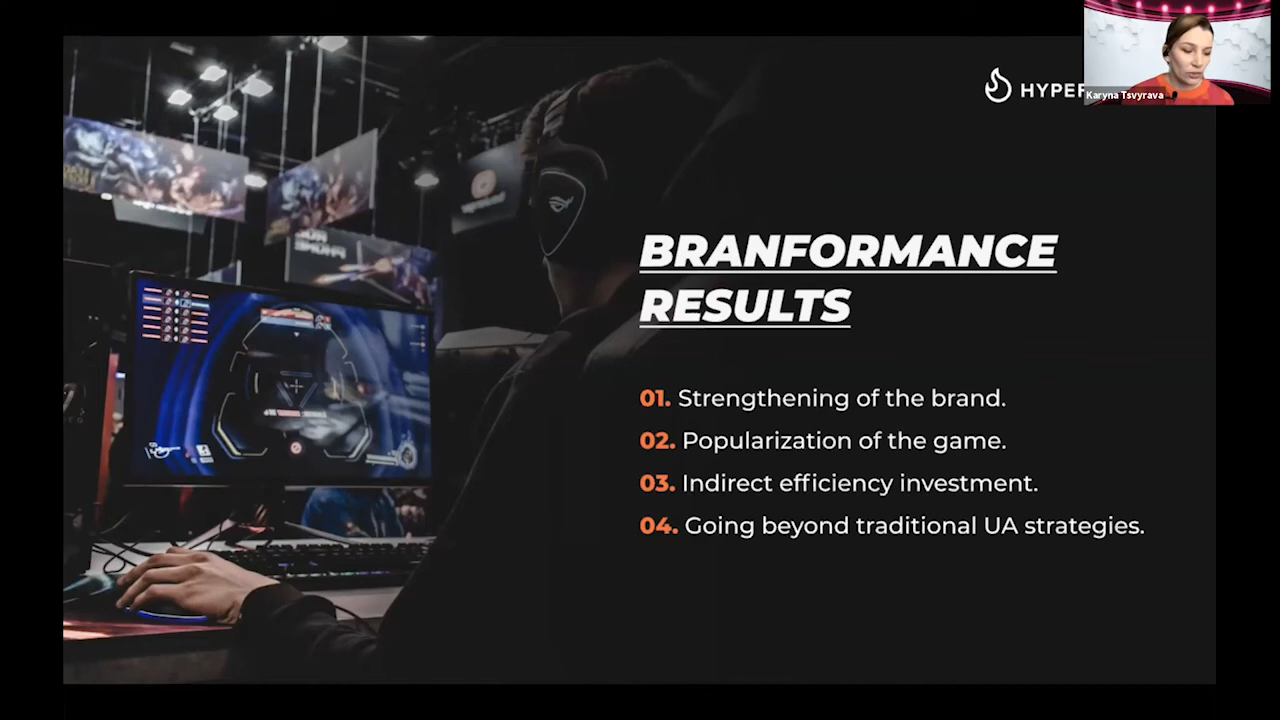 HYPER
Karyna Tsvyrava
BRANFORMANCE
RESULTS
01. Strengthening of the brand.
02. Popularization of the game.
03. Indirect efficiency investment.
04. Going beyond traditional UA strategies.